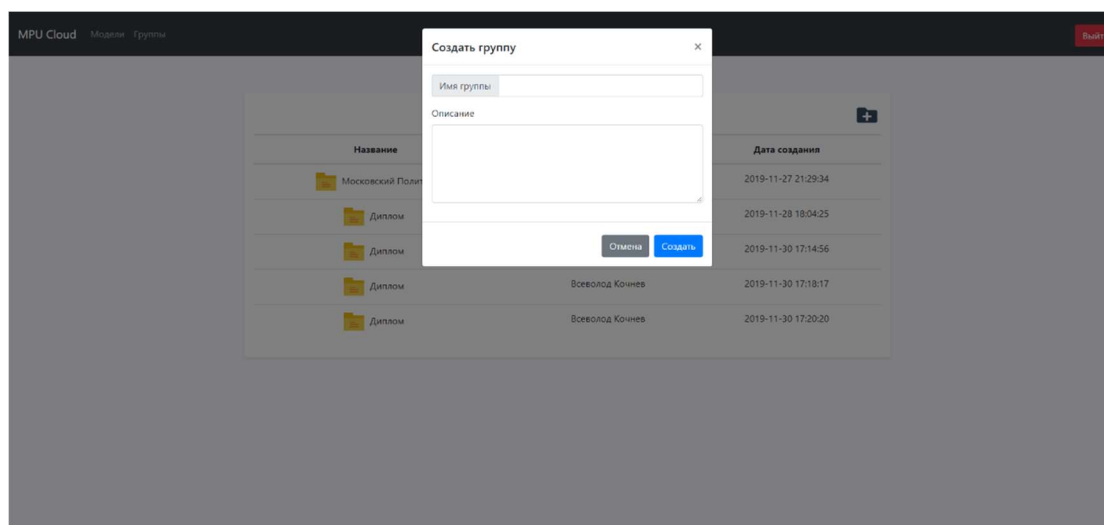 MPU Cloud Модели Группы
Создать группу ×
Имя группы
Описание
Название Дата создания
Московский Полит 2019-11-27 21:29:34
Диплом 2019-11-28 18:04:25
Диплом 2019-11-30 17:14:56
Отмена Создать
Диплом Всеволод Кочнев 2019-11-30 17:18:17
Диплом Всеволод Кочнев 2019-11-30 17:20:20